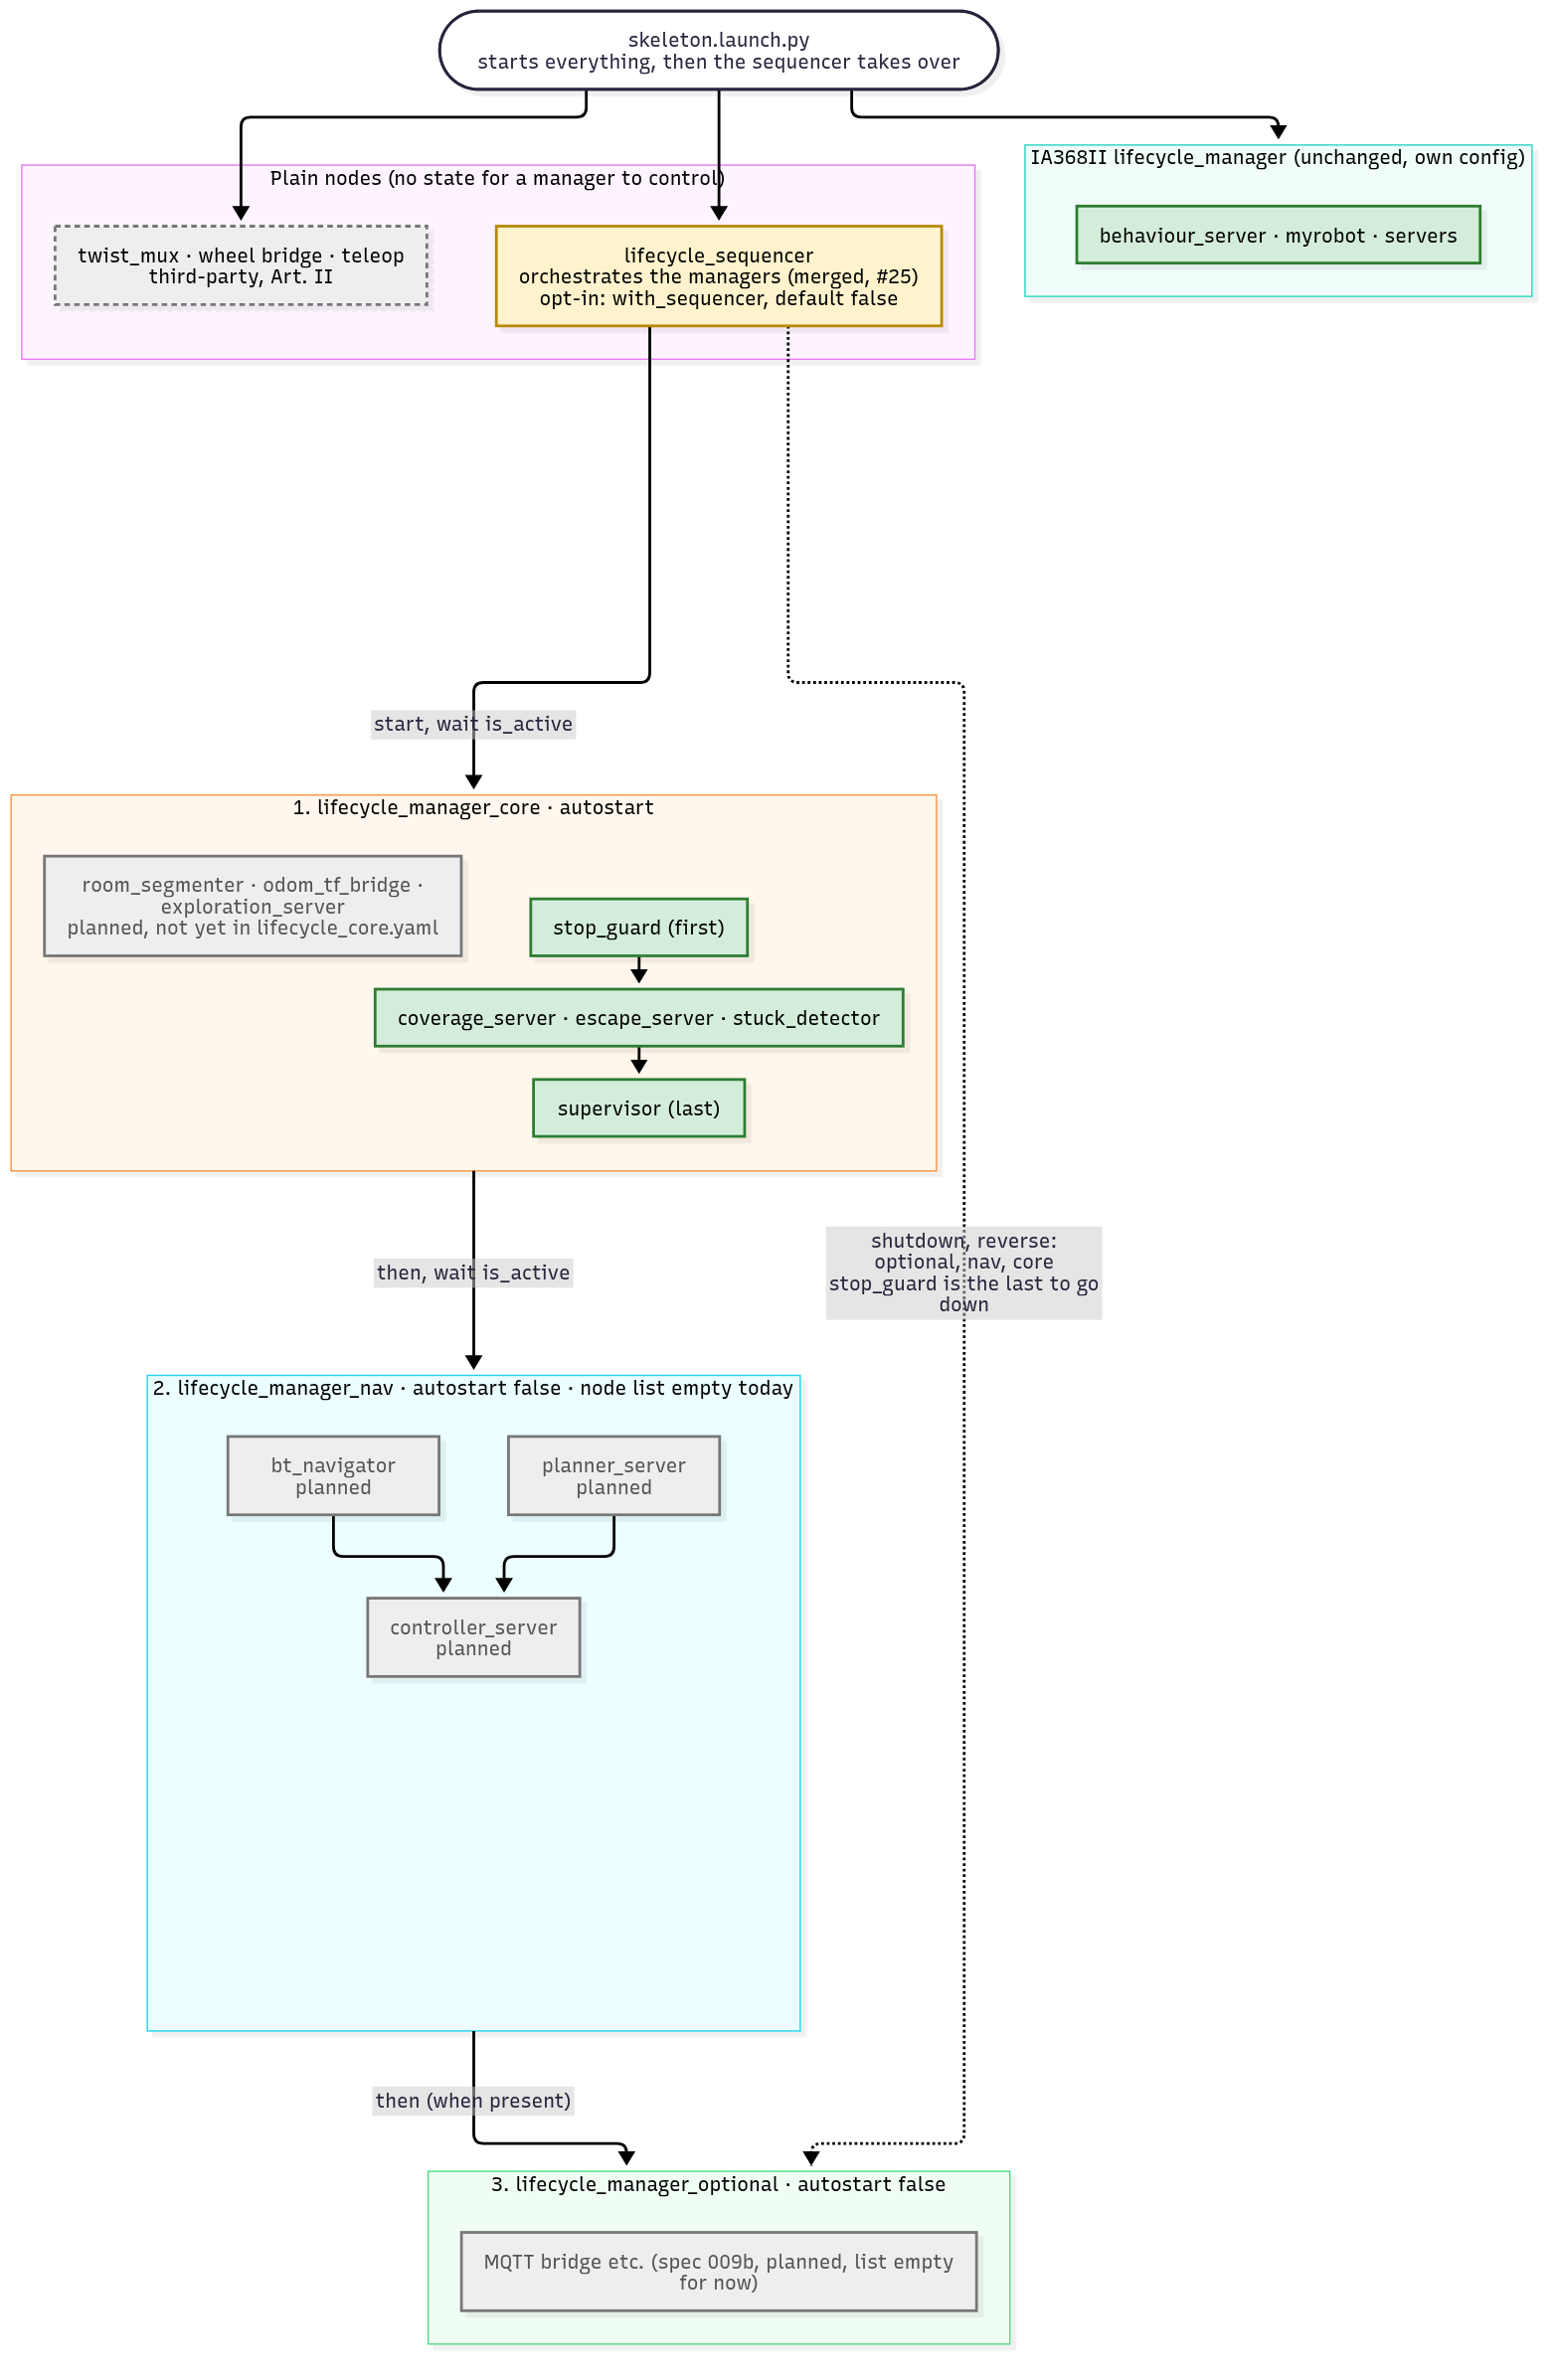 skeleton.launch.py
starts everything, then the sequencer takes over
IA368II lifecycle_manager (unchanged, own config)
behaviour_server · myrobot · servers
Plain nodes (no state for a manager to control)
twist_mux · wheel bridge · teleop
third-party, Art. II
lifecycle_sequencer
orchestrates the managers (merged, #25)
opt-in: with_sequencer, default false
start, wait is_active
1. lifecycle_manager_core · autostart
room_segmenter · odom_tf_bridge ·
exploration_server
planned, not yet in lifecycle_core.yaml
stop_guard (first)
coverage_server · escape_server · stuck_detector
supervisor (last)
then, wait is_active
shutdown, reverse:
optional, nav, core
stop_guard is the last to go
down
2. lifecycle_manager_nav · autostart false · node list empty today
bt_navigator
planned
planner_server
planned
controller_server
planned
then (when present)
3. lifecycle_manager_optional · autostart false
MQTT bridge etc. (spec 009b, planned, list empty
for now)